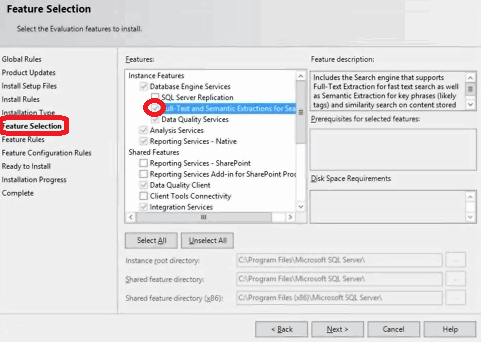 Feature Selection
Select the Evaluation features to install.
Global Rules
Product Updates
Install Setup Files
Install Rules
Installation Type
Feature Selection
Feature Rules
Feature Configuration Rules
Ready to Install
Installation Progress
Complete
Features:
Instance Features
Database Engine Services
SQL Server Replication
Full-Text and Semantic Extractions for Sea
Data Quality Services
Analysis Services
Reporting Services - Native
Shared Features
Reporting Services - SharePoint
Reporting Services Add-in for SharePoint Proc
Data Quality Client
Client Tools Connectivity
Integration Services
Select All
Unselect All
Feature description:
Includes the Search engine that supports
Full-Text Extraction for fast text search as well
as Semantic Extraction for key phrases (likely
tags) and similarity search on content stored
Prerequisites for selected features:
Disk Space Requirements
Instance root directory:
C:\Program Files\Microsoft SQL Server\
...
Shared feature directory:
C:\Program Files\Microsoft SQL Server\
...
Shared feature directory (x86):
C:\Program Files (x86)\Microsoft SQL Server\
...
< Back
Next >
Cancel
Help